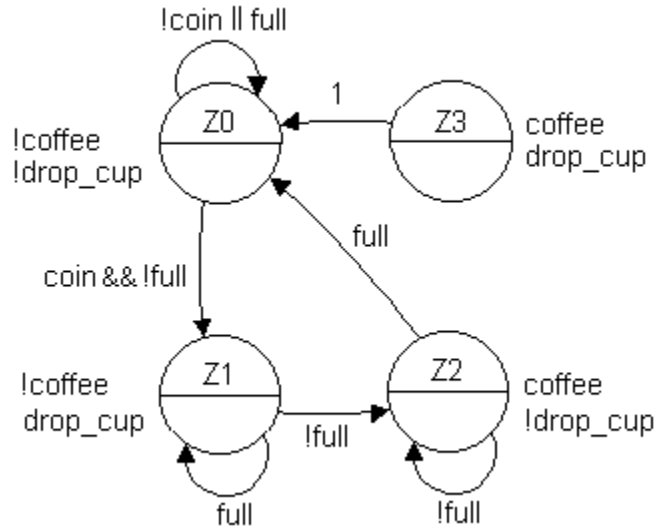 !coin || full
1
Z0
Z3
!coffee
!drop_cup
coffee
drop_cup
full
coin && !full
Z1
Z2
!coffee
drop_cup
coffee
!drop_cup
!full
full
!full